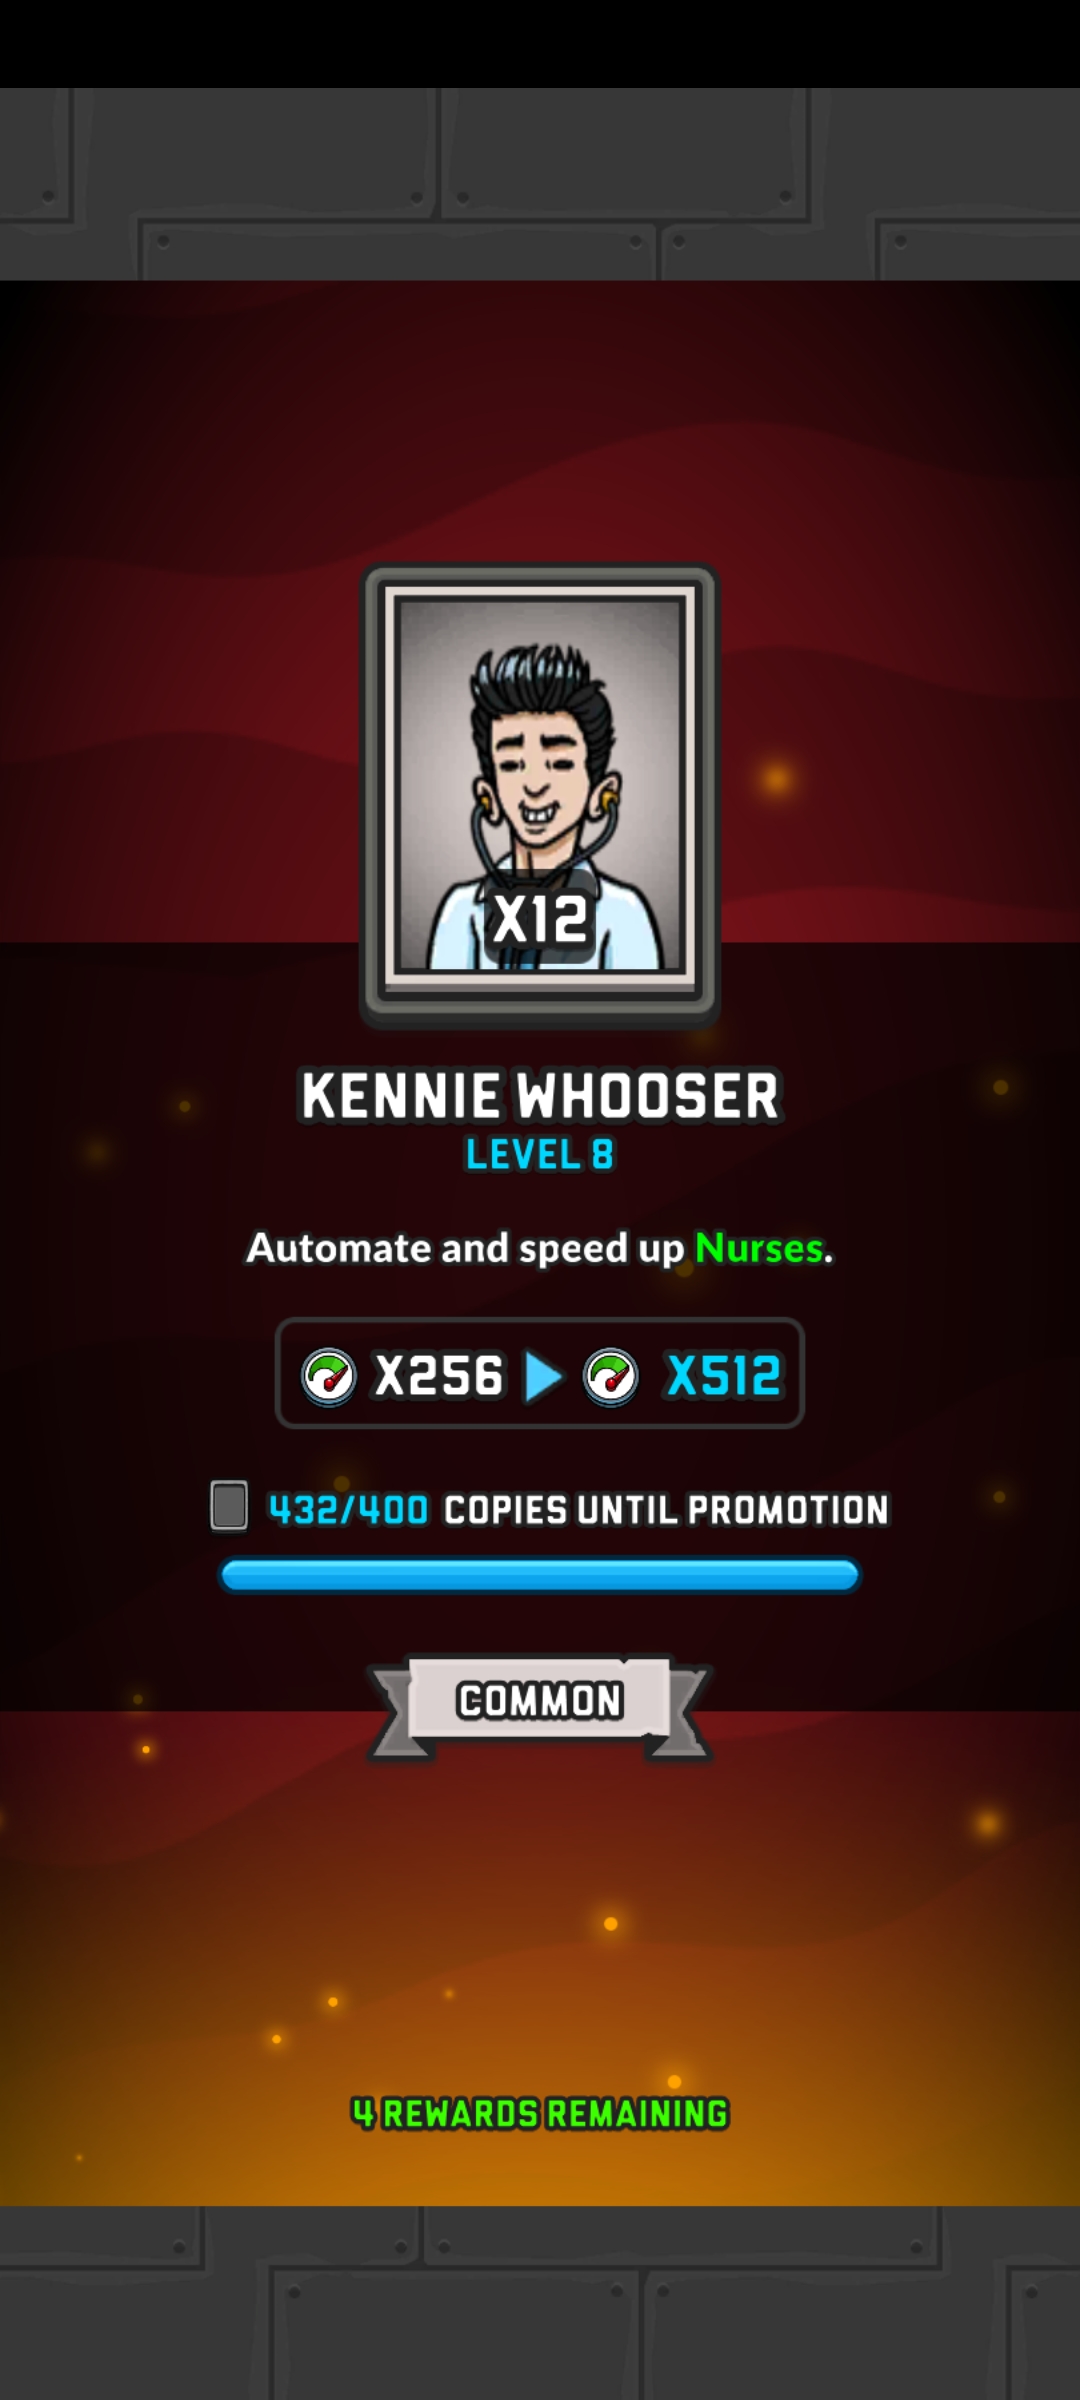 X12
KENNIE WHOOSER
LEVEL 8
Automate and speed up Nurses.
X256 X512
432/400 COPIES UNTIL PROMOTION
COMMON
4 REWARDS REMAINING